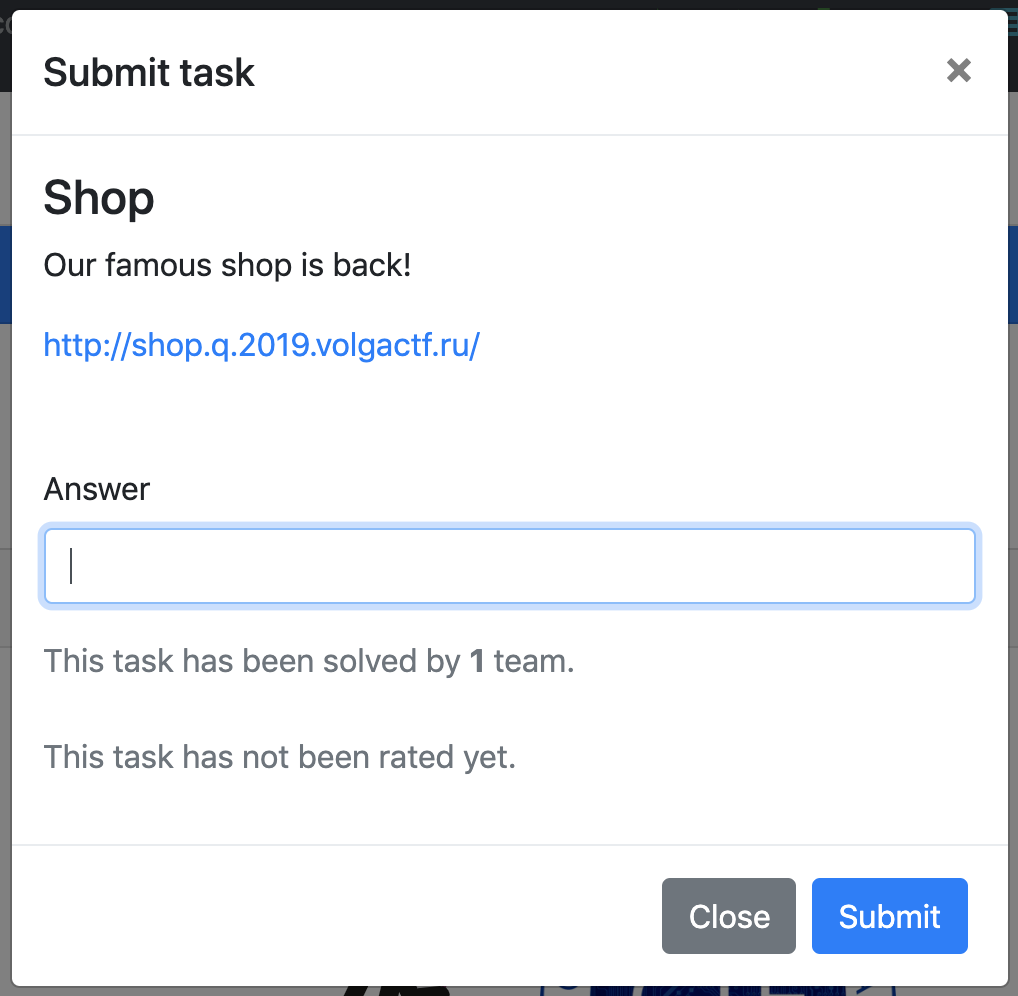 Submit task
×
Shop
Our famous shop is back!
http://shop.q.2019.volgactf.ru/
Answer
This task has been solved by 1 team.
This task has not been rated yet.
Close Submit